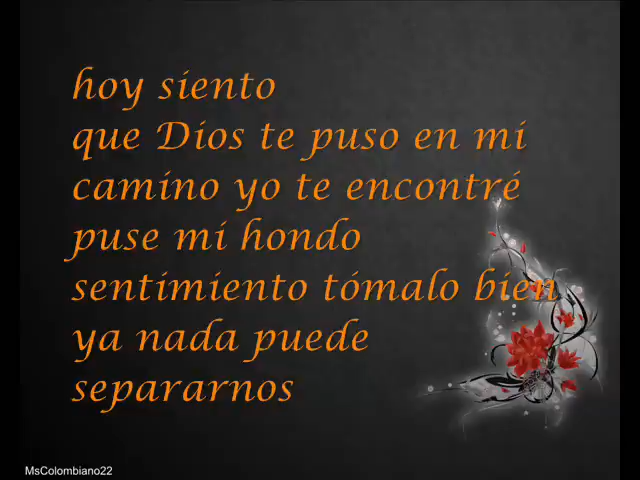 hoy siento
que Dios te puso en mi
camino yo te encontré
puse mi hondo
sentimiento tómalo bien
ya nada puede
separarnos
MsColombiano22